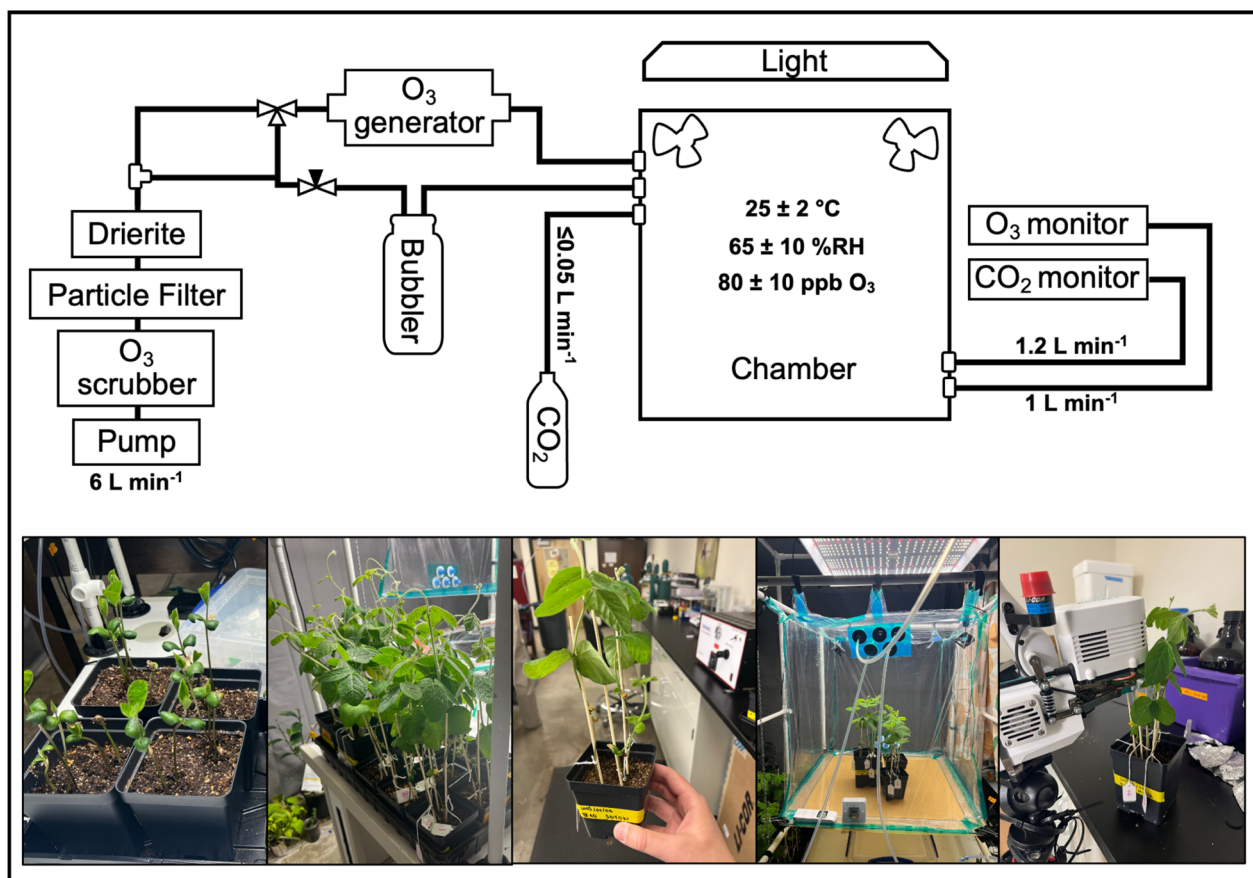 Light
O₃
generator
Drierite
Particle Filter
O₃
scrubber
Pump
6 L min⁻¹
Bubbler
≤0.05 L min⁻¹
CO₂
25 ± 2 °C
65 ± 10 %RH
80 ± 10 ppb O₃
Chamber
O₃ monitor
CO₂ monitor
1.2 L min⁻¹
1 L min⁻¹
LI-COR